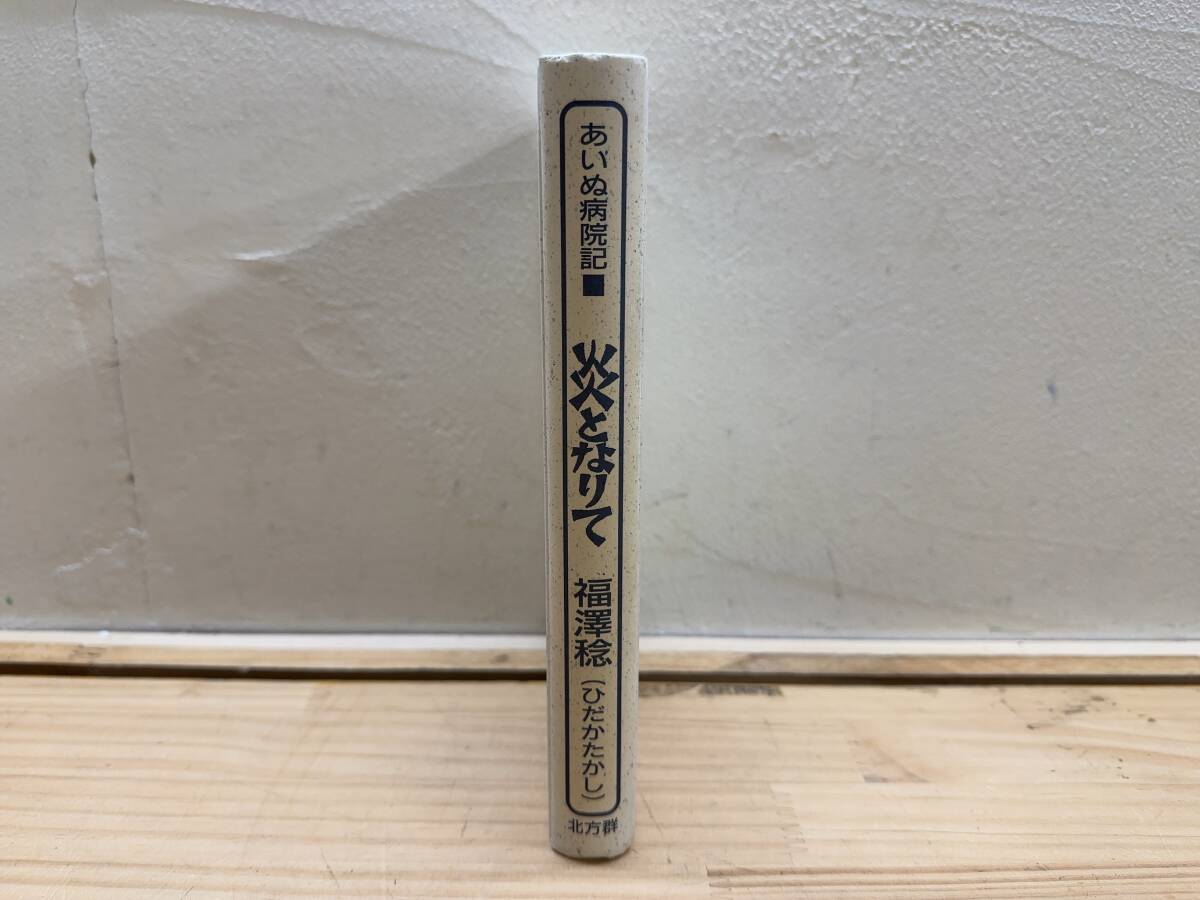 あいぬ病院記■
炎となりて
福澤稔
(ひだかたかし)
北方群